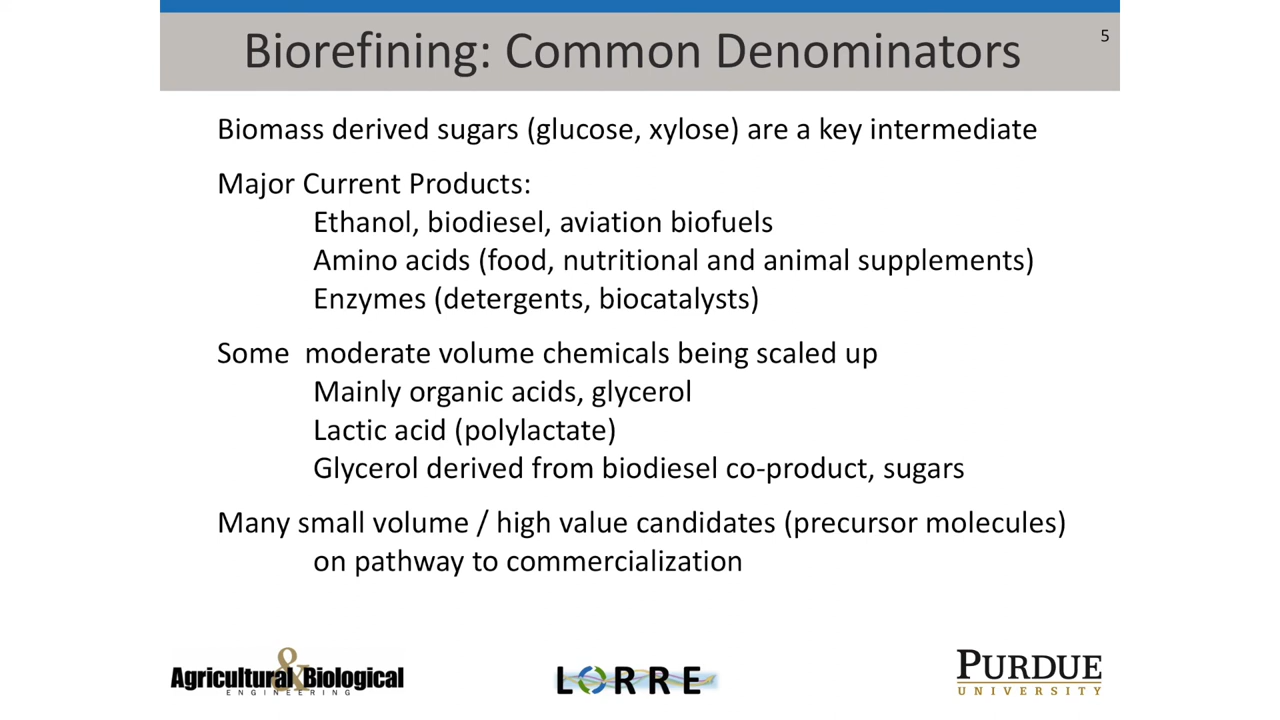 Biorefining: Common Denominators
5
Biomass derived sugars (glucose, xylose) are a key intermediate
Major Current Products:
Ethanol, biodiesel, aviation biofuels
Amino acids (food, nutritional and animal supplements)
Enzymes (detergents, biocatalysts)
Some moderate volume chemicals being scaled up
Mainly organic acids, glycerol
Lactic acid (polylactate)
Glycerol derived from biodiesel co-product, sugars
Many small volume / high value candidates (precursor molecules)
on pathway to commercialization
Agricultural & Biological
ENGINEERING
LORRE
PURDUE
UNIVERSITY